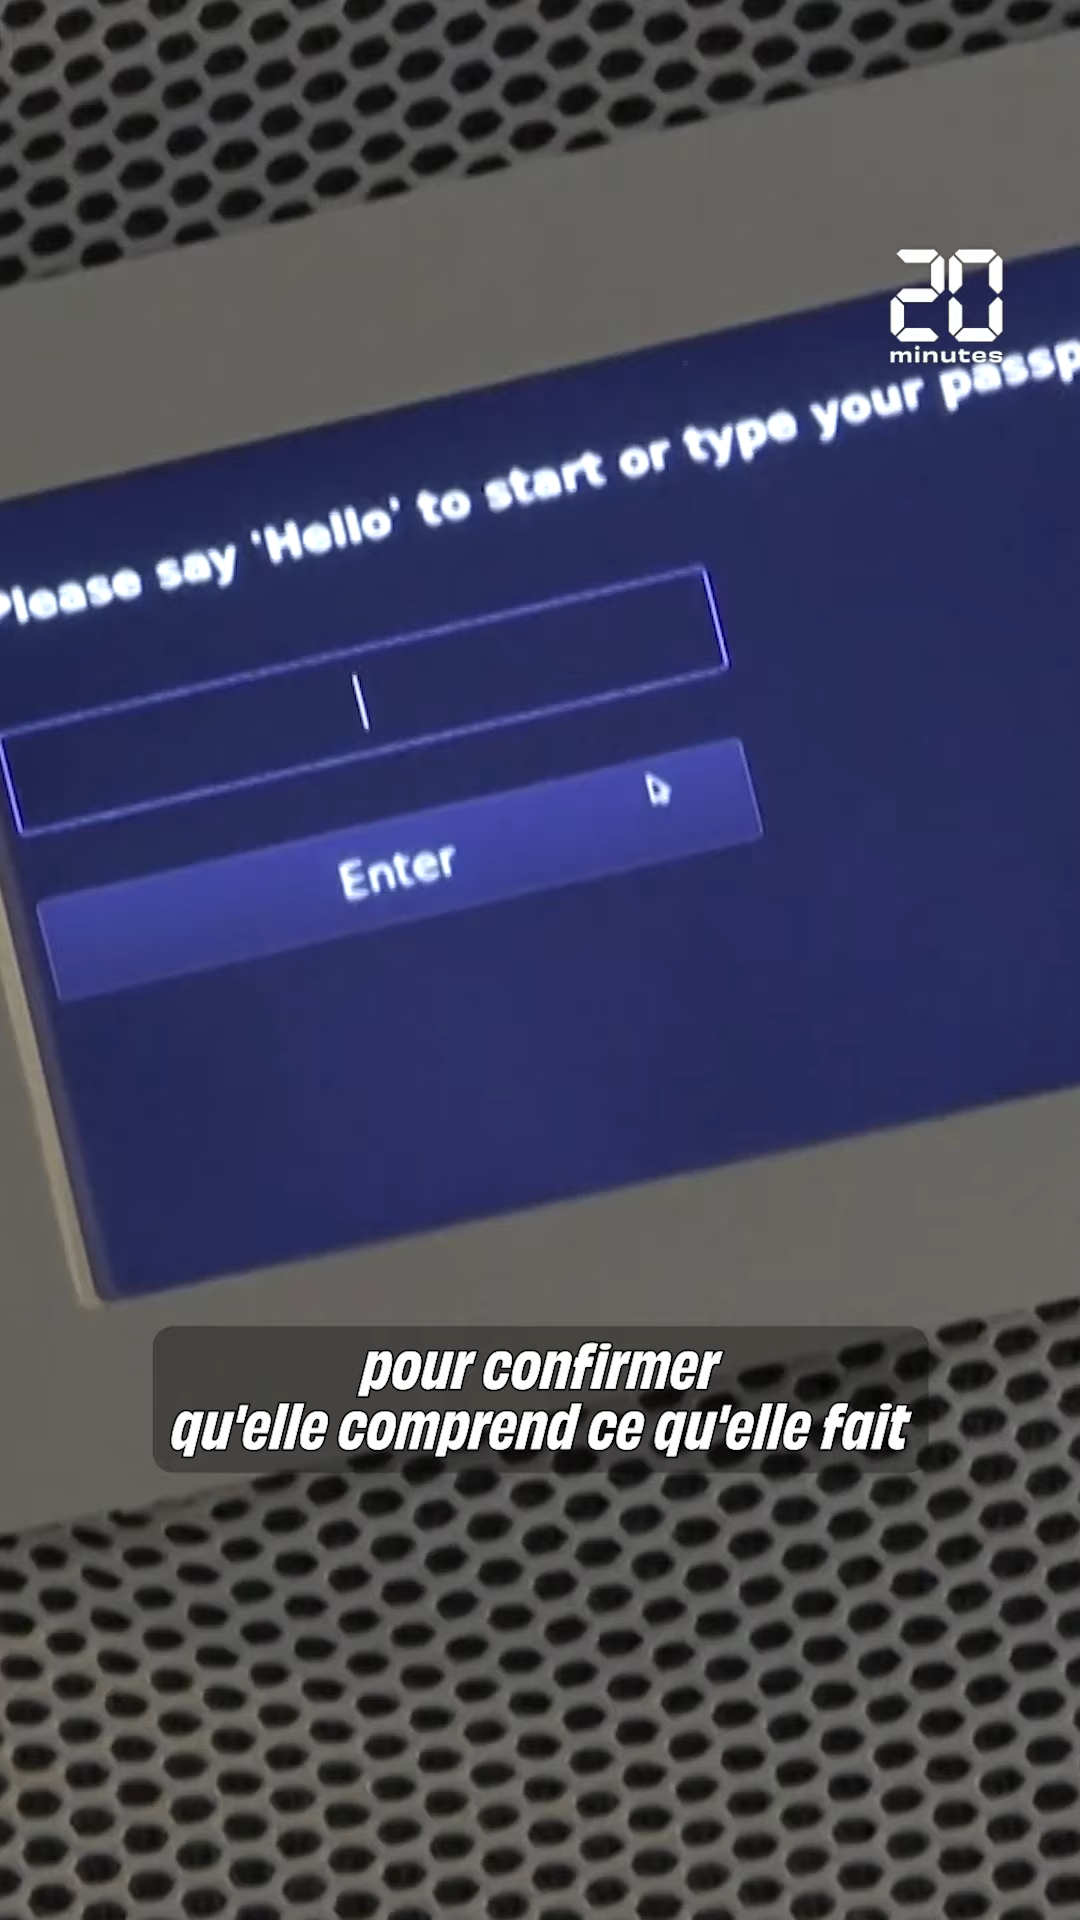 20
minutes
Please say 'Hello' to start or type your
Enter
pour confirmer
qu'elle comprend ce qu'elle fait